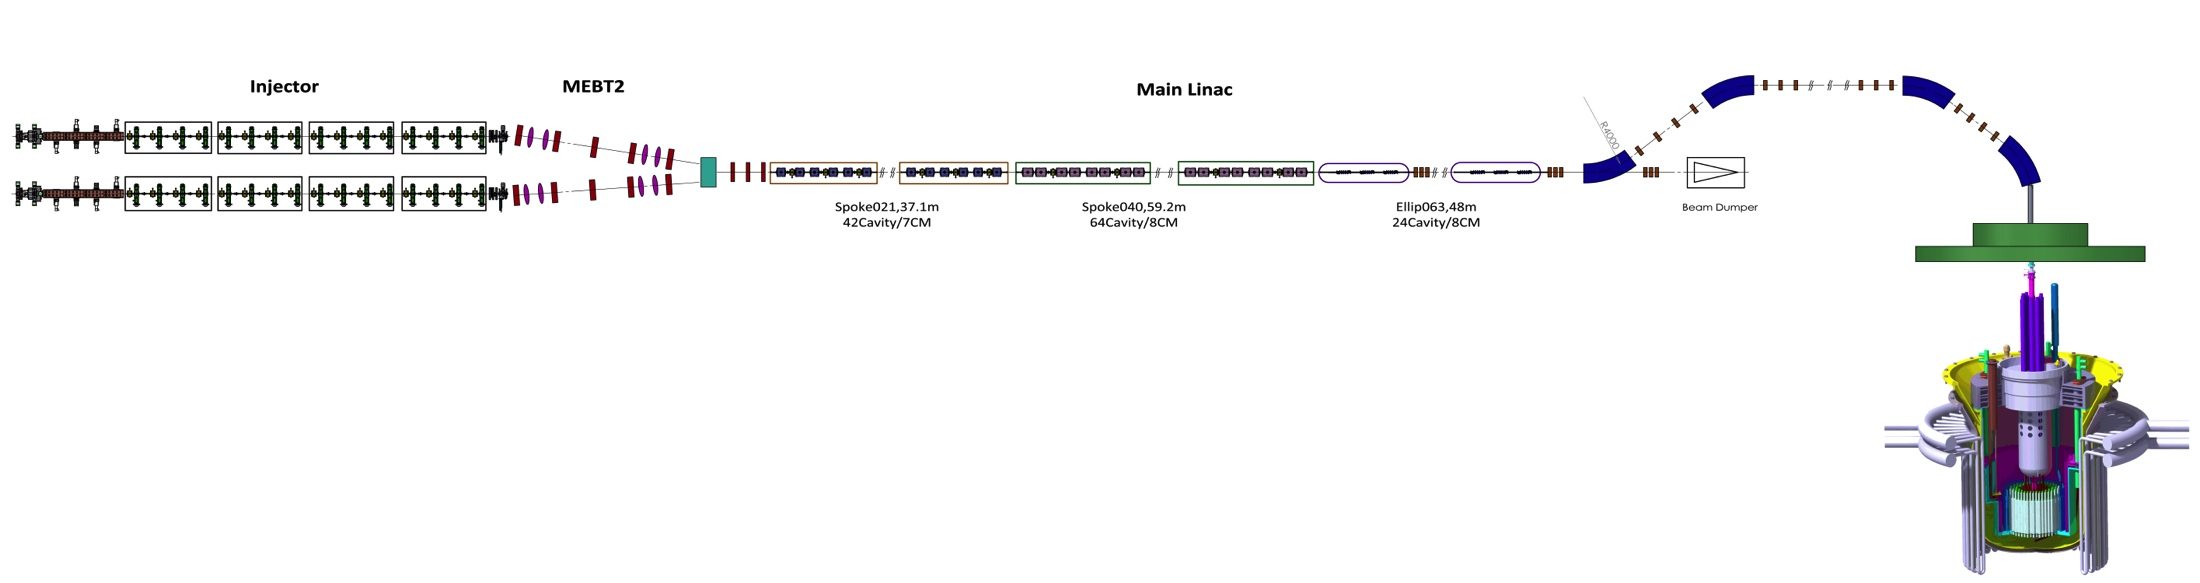 Injector
MEBT2
Main Linac
R4000
Spoke021,37.1m
42Cavity/7CM
Spoke040,59.2m
64Cavity/8CM
Ellip063,48m
24Cavity/8CM
Beam Dumper